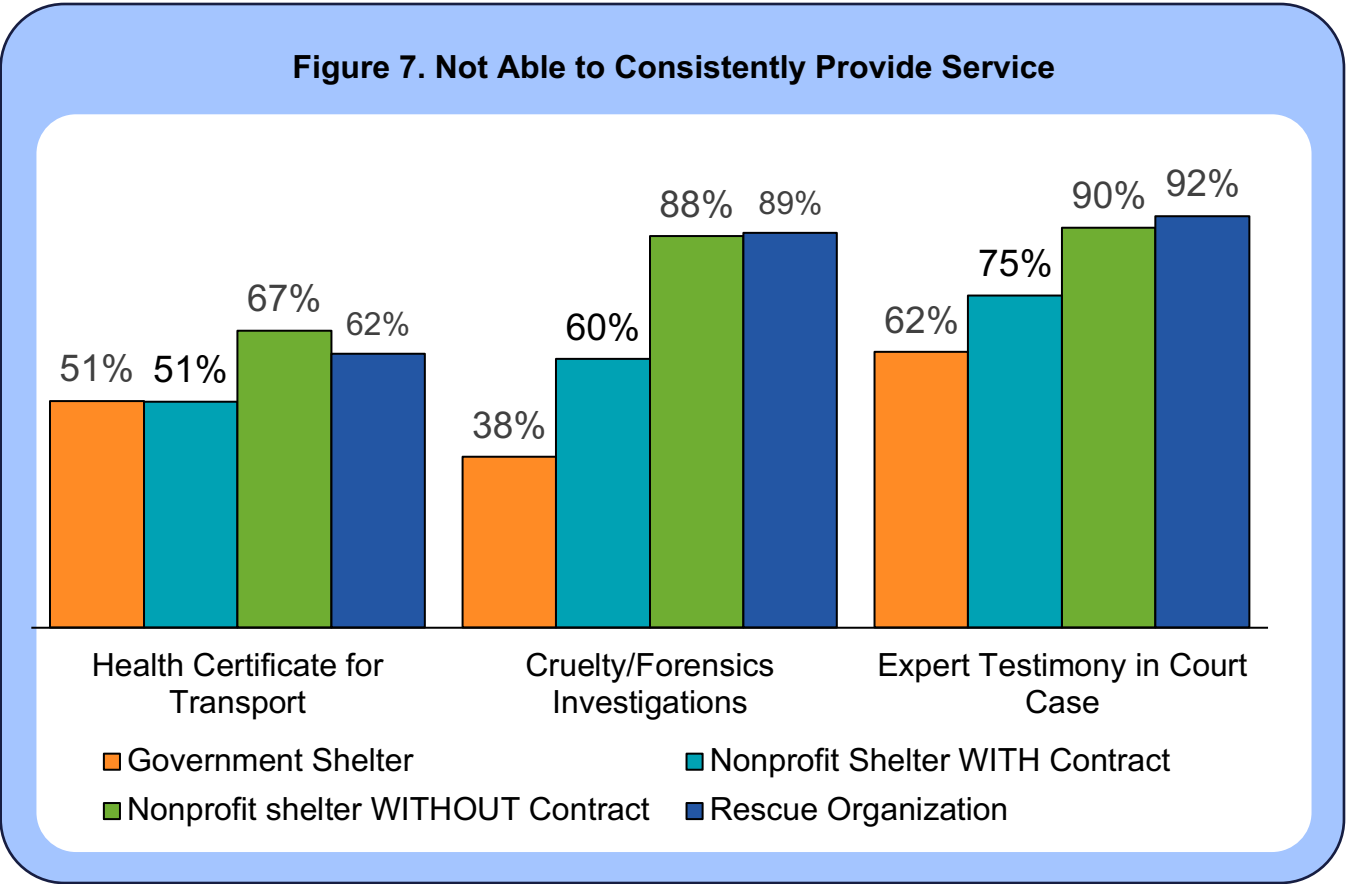 Figure 7. Not Able to Consistently Provide Service
51% 51% 67% 62%
38% 60% 88% 89%
62% 75% 90% 92%
Health Certificate for
Transport
Cruelty/Forensics
Investigations
Expert Testimony in Court
Case
Government Shelter
Nonprofit Shelter WITH Contract
Nonprofit shelter WITHOUT Contract
Rescue Organization